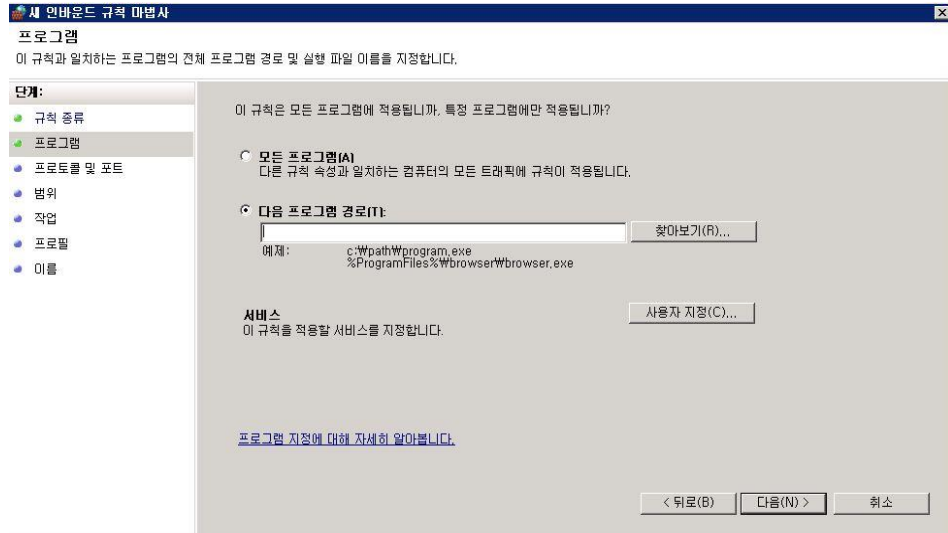 새 인바운드 규칙 마법사
프로그램
이 규칙과 일치하는 프로그램의 전체 프로그램 경로 및 실행 파일 이름을 지정합니다.
단계:
규칙 종류
프로그램
프로토콜 및 포트
범위
작업
프로필
이름
이 규칙은 모든 프로그램에 적용됩니까, 특정 프로그램에만 적용됩니까?
모든 프로그램(A)
다른 규칙 속성과 일치하는 컴퓨터의 모든 트래픽에 규칙이 적용됩니다.
다음 프로그램 경로(T):
찾아보기(R)...
예제: c:₩path₩program.exe
%ProgramFiles%₩browser₩browser.exe
서비스
이 규칙을 적용할 서비스를 지정합니다.
사용자 지정(C)...
프로그램 지정에 대해 자세히 알아봅니다.
< 뒤로(B) 다음(N) > 취소